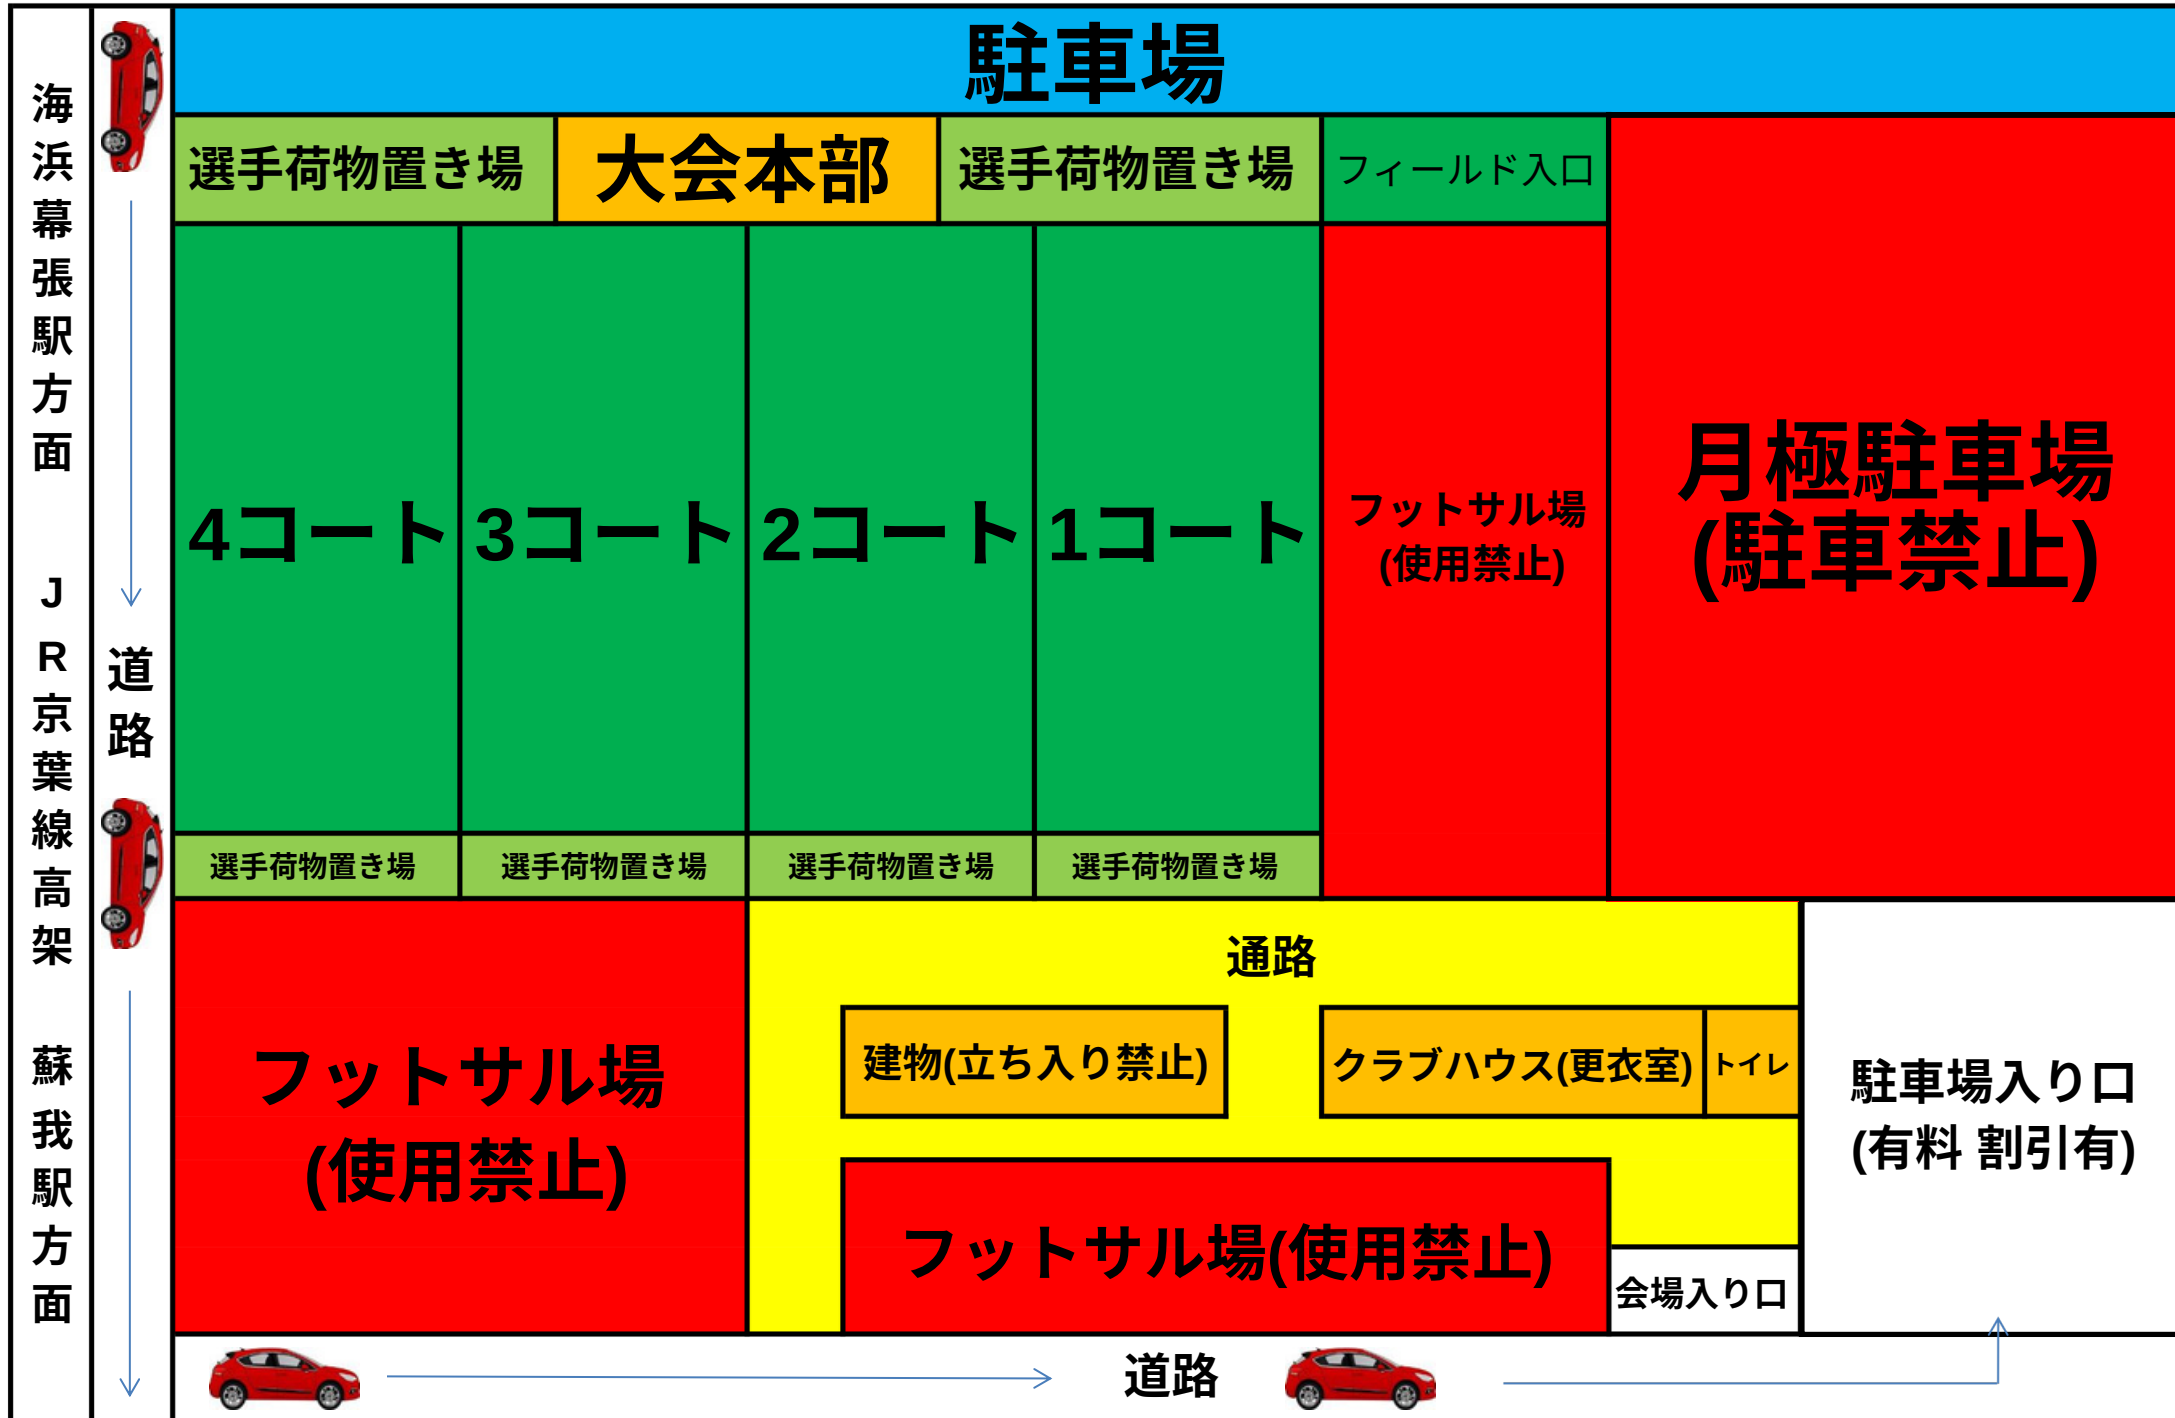 駐車場
選手荷物置き場
大会本部
選手荷物置き場
フィールド入口
海浜幕張駅方面
JR京葉線高架
蘇我駅方面
道路
4コート
3コート
2コート
1コート
フットサル場
(使用禁止)
月極駐車場
(駐車禁止)
選手荷物置き場
選手荷物置き場
選手荷物置き場
選手荷物置き場
フットサル場
(使用禁止)
通路
建物(立ち入り禁止)
クラブハウス(更衣室)
トイレ
駐車場入り口
(有料 割引有)
フットサル場(使用禁止)
会場入り口
道路